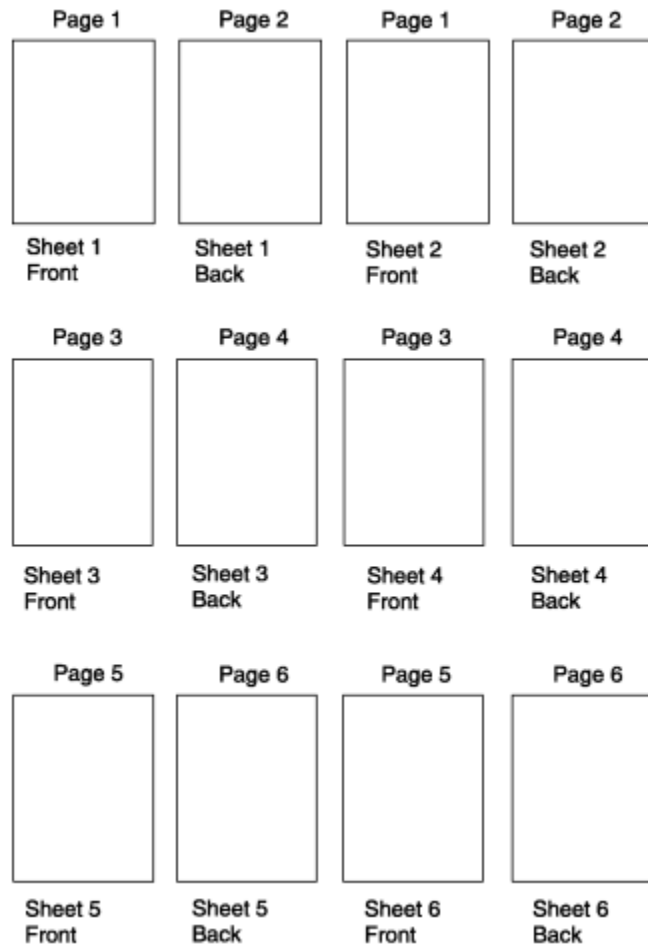 Page 1 Page 2 Page 1 Page 2
Sheet 1 Sheet 1 Sheet 2 Sheet 2
Front Back Front Back
Page 3 Page 4 Page 3 Page 4
Sheet 3 Sheet 3 Sheet 4 Sheet 4
Front Back Front Back
Page 5 Page 6 Page 5 Page 6
Sheet 5 Sheet 5 Sheet 6 Sheet 6
Front Back Front Back